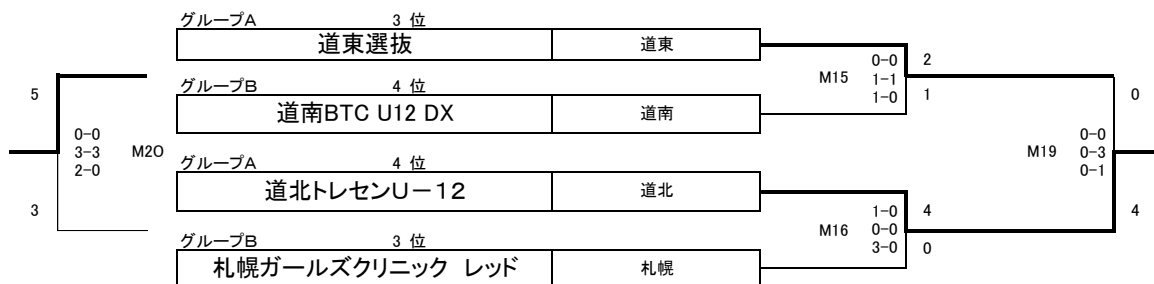 グループA 3 位
道東選抜 道東
0-0 2
M15 1-1
1-0 1
グループB 4 位
道南BTC U12 DX 道南
5
0-0
3-3 M20
2-0
3
0
0-0
M19 0-3
0-1
4
グループA 4 位
道北トレセンU－12 道北
1-0 4
M16 0-0
3-0 0
グループB 3 位
札幌ガールズクリニック レッド 札幌